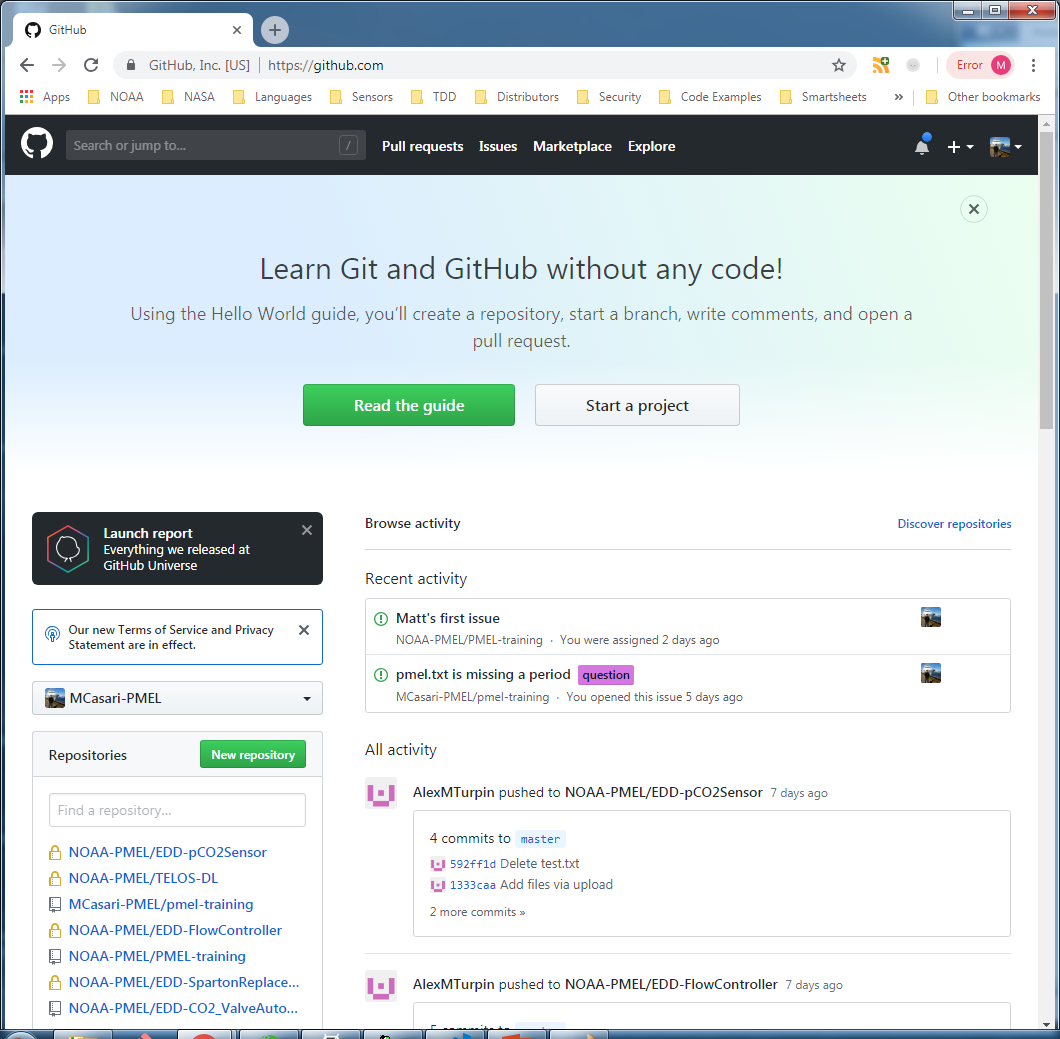 GitHub
GitHub, Inc. [US] | https://github.com
Error M
Apps NOAA NASA Languages Sensors TDD Distributors Security Code Examples Smartsheets » Other bookmarks
Search or jump to... / Pull requests Issues Marketplace Explore
Learn Git and GitHub without any code!
Using the Hello World guide, you’ll create a repository, start a branch, write comments, and open a
pull request.
Read the guide Start a project
Launch report
Everything we released at
GitHub Universe
Our new Terms of Service and Privacy
Statement are in effect.
MCasari-PMEL
Repositories New repository
Find a repository...
NOAA-PMEL/EDD-pCO2Sensor
NOAA-PMEL/TELOS-DL
MCasari-PMEL/pmel-training
NOAA-PMEL/EDD-FlowController
NOAA-PMEL/PMEL-training
NOAA-PMEL/EDD-SpartonReplace...
NOAA-PMEL/EDD-CO2_ValveAuto...
Browse activity Discover repositories
Recent activity
Matt's first issue
NOAA-PMEL/PMEL-training · You were assigned 2 days ago
pmel.txt is missing a period question
MCasari-PMEL/pmel-training · You opened this issue 5 days ago
All activity
AlexMTurpin pushed to NOAA-PMEL/EDD-pCO2Sensor 7 days ago
4 commits to master
592ff1d Delete test.txt
1333caa Add files via upload
2 more commits »
AlexMTurpin pushed to NOAA-PMEL/EDD-FlowController 7 days ago